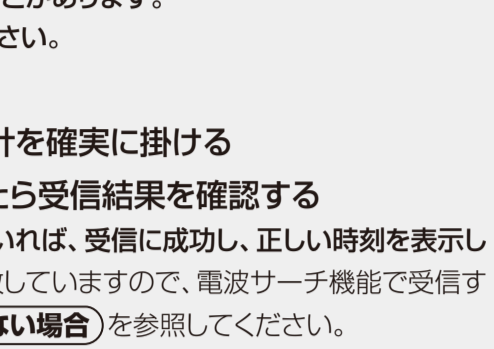 とがあります。
さい。
計を確実に掛ける
たら受信結果を確認する
いれば、受信に成功し、正しい時刻を表示し
敗していますので、電波サーチ機能で受信す
ない場合を参照してください。